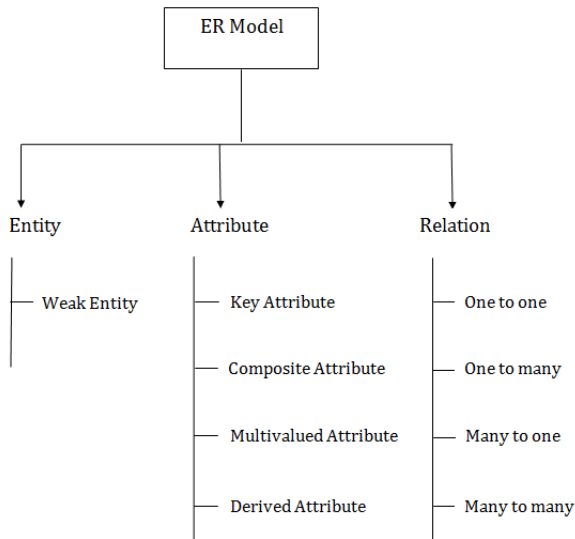 ER Model
Entity
Attribute
Relation
Weak Entity
Key Attribute
One to one
Composite Attribute
One to many
Multivalued Attribute
Many to one
Derived Attribute
Many to many